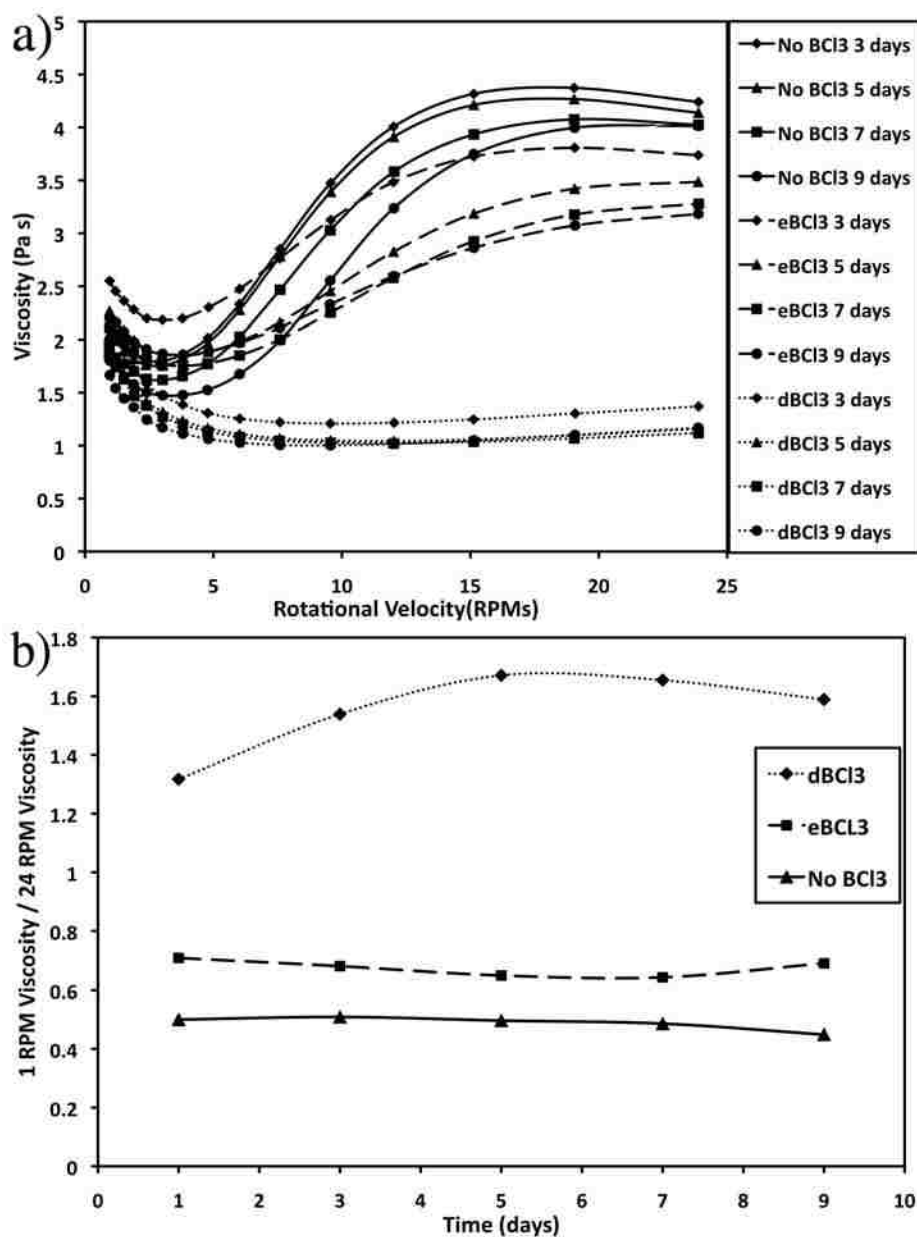 a)
Viscosity (Pa s)
5
4.5
4
3.5
3
2.5
2
1.5
1
0.5
0
0 5 10 15 20 25
Rotational Velocity(RPMs)
No BCl3 3 days
No BCl3 5 days
No BCl3 7 days
No BCl3 9 days
eBCl3 3 days
eBCl3 5 days
eBCl3 7 days
eBCl3 9 days
dBCl3 3 days
dBCl3 5 days
dBCl3 7 days
dBCl3 9 days
b)
1 RPM Viscosity / 24 RPM Viscosity
1.8
1.6
1.4
1.2
1
0.8
0.6
0.4
0.2
0
0 1 2 3 4 5 6 7 8 9 10
Time (days)
dBCl3
eBCL3
No BCl3